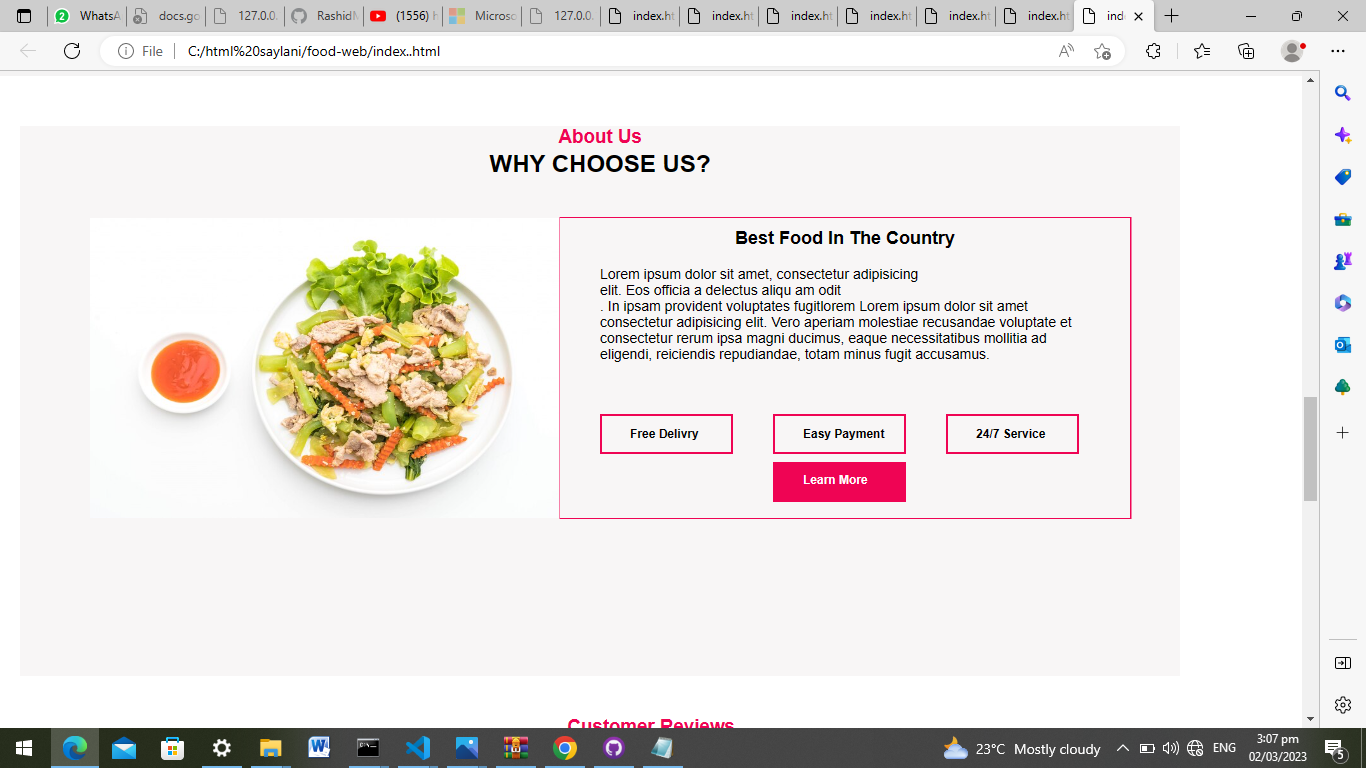 WhatsA
docs.go
127.0.0.
RashidM
(1556) h
Microso
127.0.0.
index.ht
index.ht
index.ht
index.ht
index.ht
index.ht
inde
File
C:/html%20saylani/food-web/index..html
About Us
WHY CHOOSE US?
Best Food In The Country
Lorem ipsum dolor sit amet, consectetur adipisicing
elit. Eos officia a delectus aliqu am odit
. In ipsam provident voluptates fugitlorem Lorem ipsum dolor sit amet
consectetur adipisicing elit. Vero aperiam molestiae recusandae voluptate et
consectetur rerum ipsa magni ducimus, eaque necessitatibus mollitia ad
eligendi, reiciendis repudiandae, totam minus fugit accusamus.
Free Delivry
Easy Payment
24/7 Service
Learn More
Customer Reviews
23°C Mostly cloudy
ENG
3:07 pm
02/03/2023
5